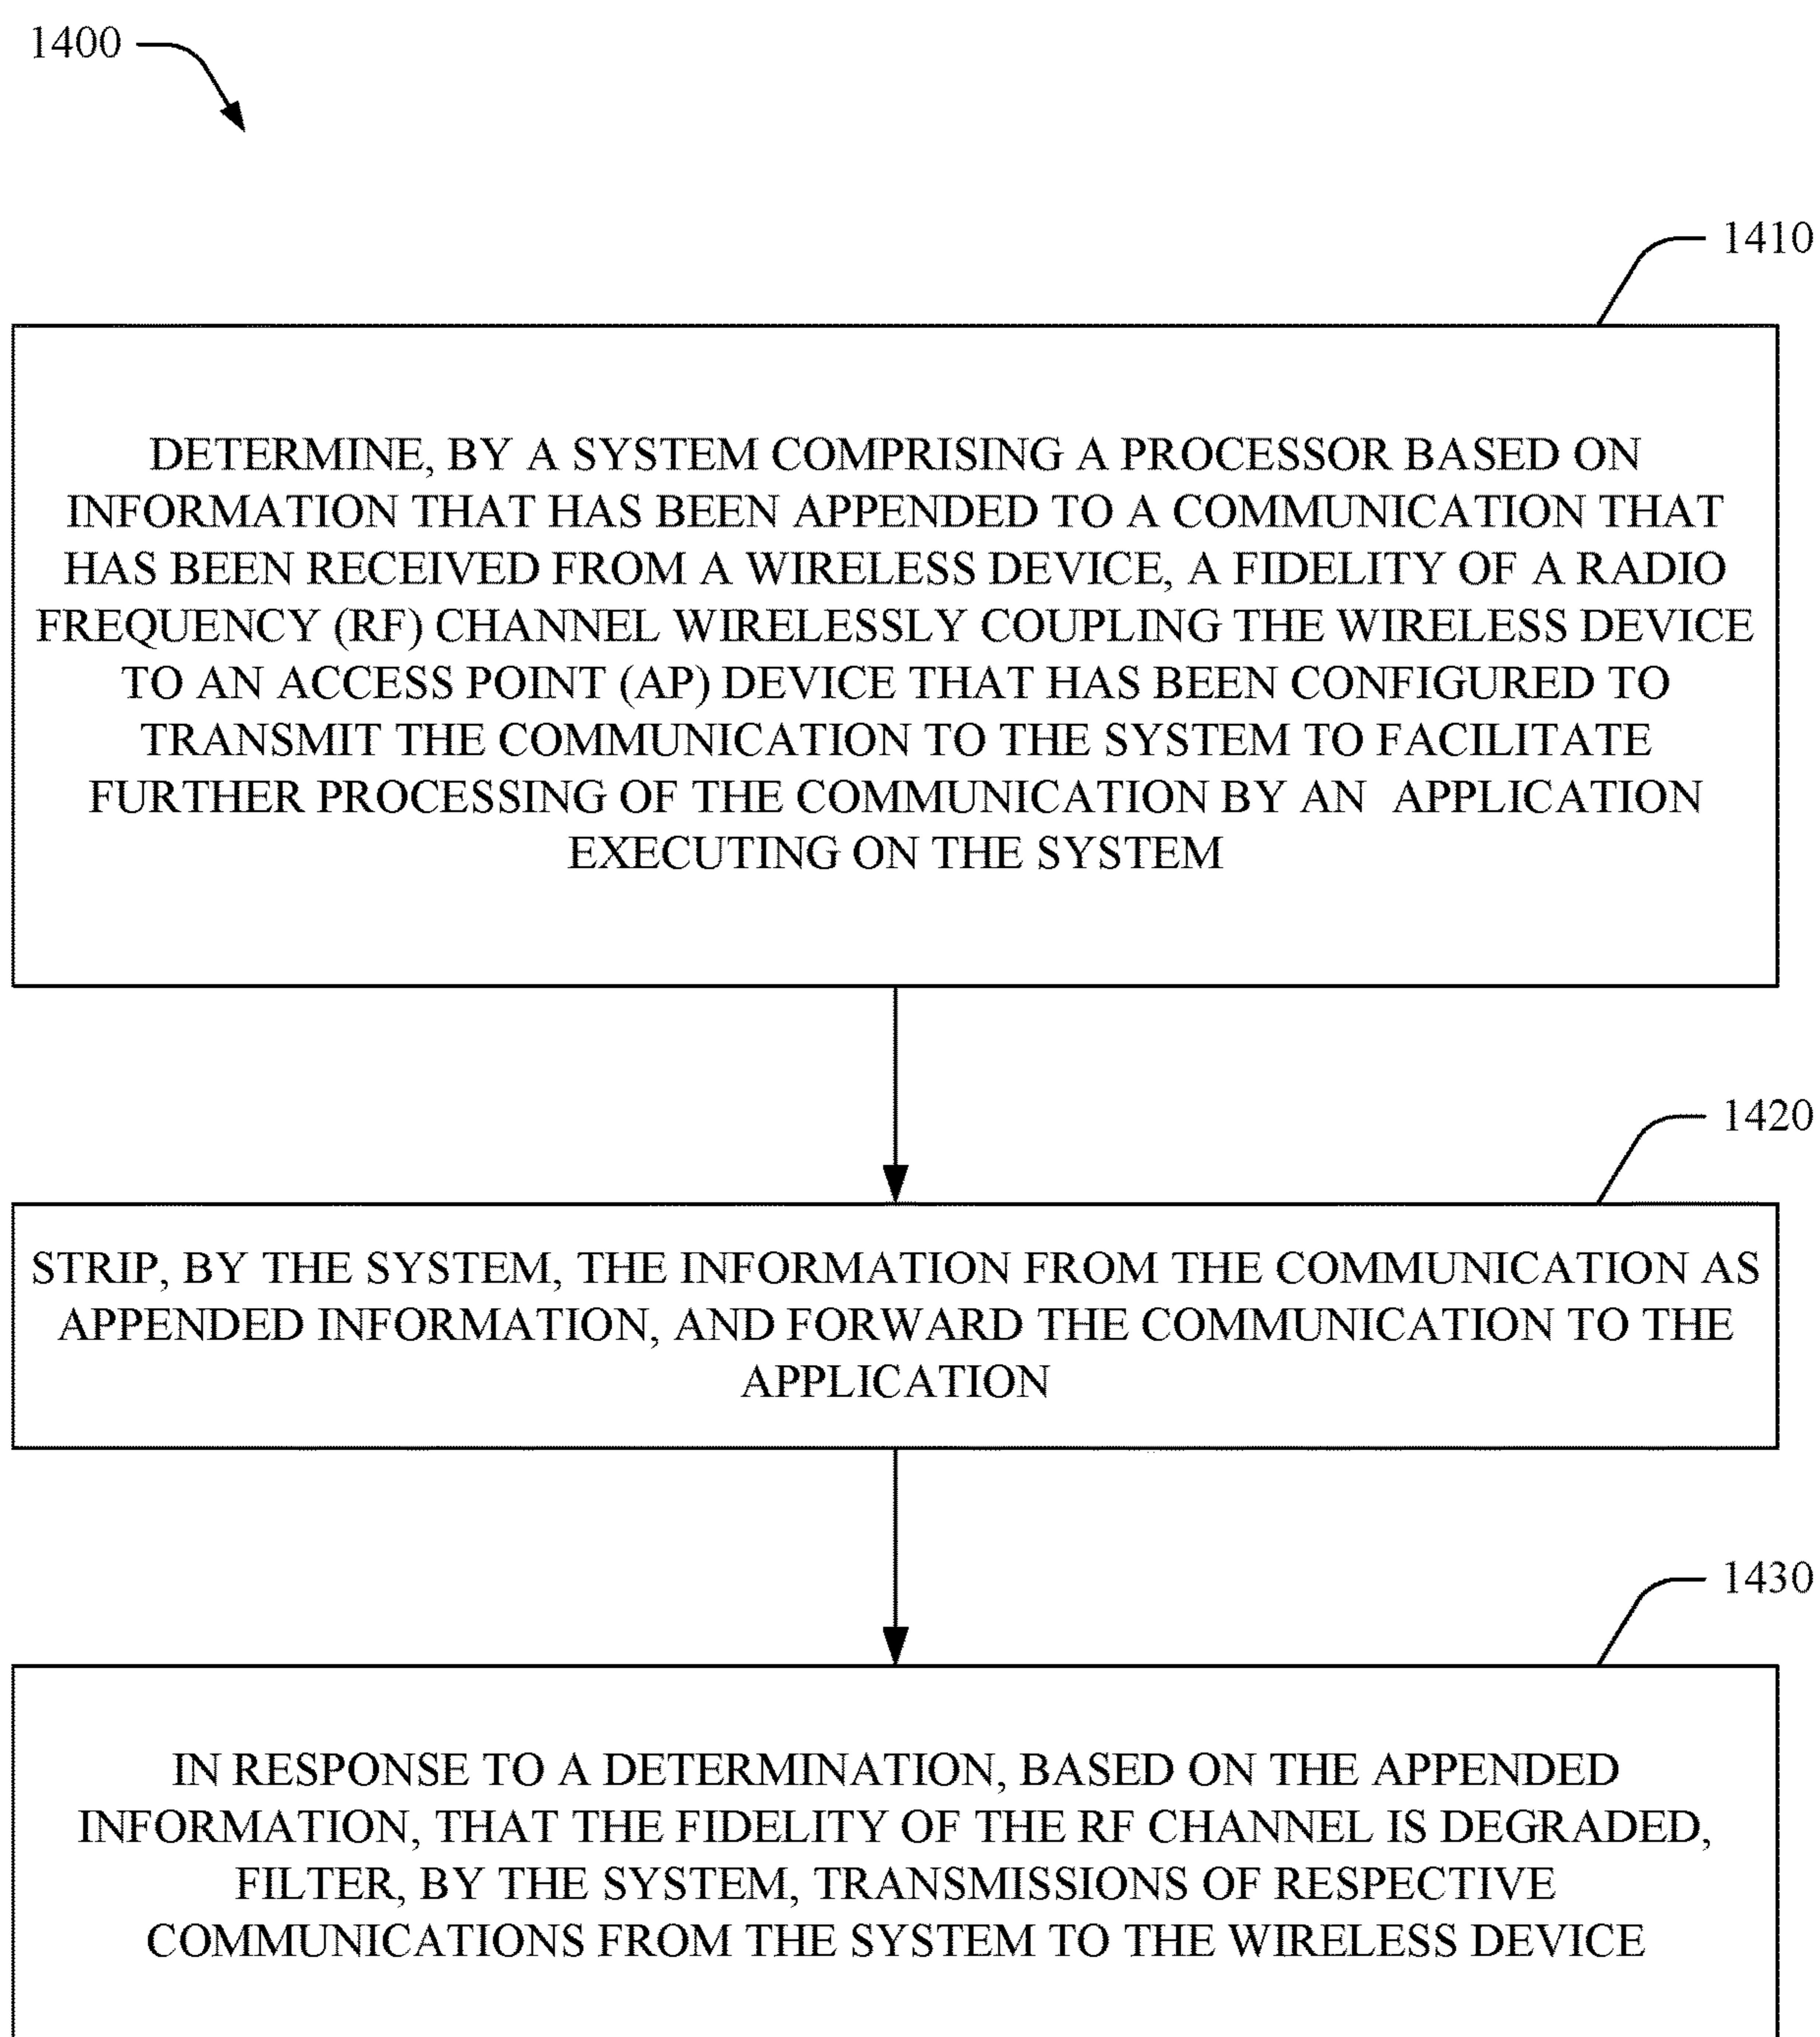 1400
1410
DETERMINE, BY A SYSTEM COMPRISING A PROCESSOR BASED ON
INFORMATION THAT HAS BEEN APPENDED TO A COMMUNICATION THAT
HAS BEEN RECEIVED FROM A WIRELESS DEVICE, A FIDELITY OF A RADIO
FREQUENCY (RF) CHANNEL WIRELESSLY COUPLING THE WIRELESS DEVICE
TO AN ACCESS POINT (AP) DEVICE THAT HAS BEEN CONFIGURED TO
TRANSMIT THE COMMUNICATION TO THE SYSTEM TO FACILITATE
FURTHER PROCESSING OF THE COMMUNICATION BY AN APPLICATION
EXECUTING ON THE SYSTEM
1420
STRIP, BY THE SYSTEM, THE INFORMATION FROM THE COMMUNICATION AS
APPENDED INFORMATION, AND FORWARD THE COMMUNICATION TO THE
APPLICATION
1430
IN RESPONSE TO A DETERMINATION, BASED ON THE APPENDED
INFORMATION, THAT THE FIDELITY OF THE RF CHANNEL IS DEGRADED,
FILTER, BY THE SYSTEM, TRANSMISSIONS OF RESPECTIVE
COMMUNICATIONS FROM THE SYSTEM TO THE WIRELESS DEVICE